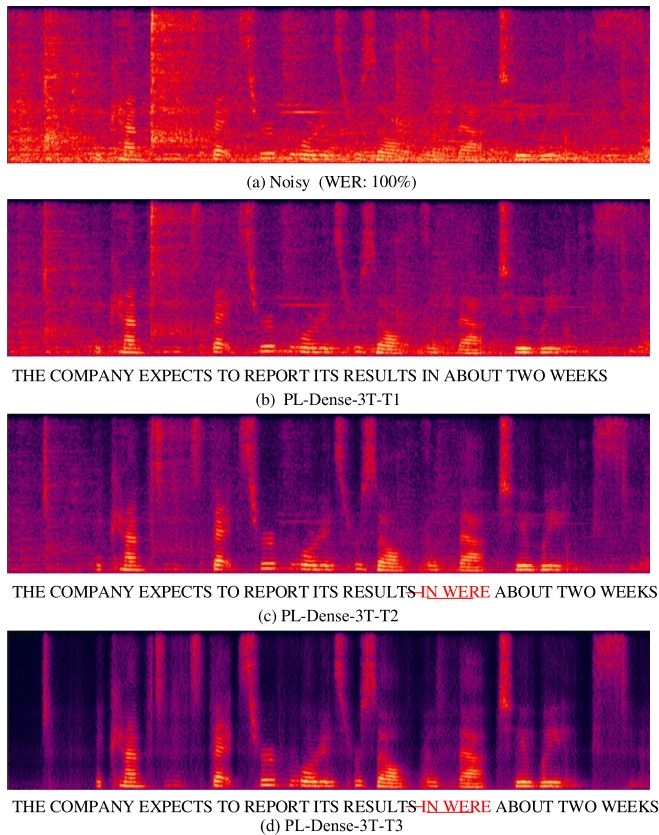 (a) Noisy (WER: 100%)
THE COMPANY EXPECTS TO REPORT ITS RESULTS IN ABOUT TWO WEEKS
(b) PL-Dense-3T-T1
THE COMPANY EXPECTS TO REPORT ITS RESULTS IN WERE ABOUT TWO WEEKS
(c) PL-Dense-3T-T2
THE COMPANY EXPECTS TO REPORT ITS RESULTS IN WERE ABOUT TWO WEEKS
(d) PL-Dense-3T-T3